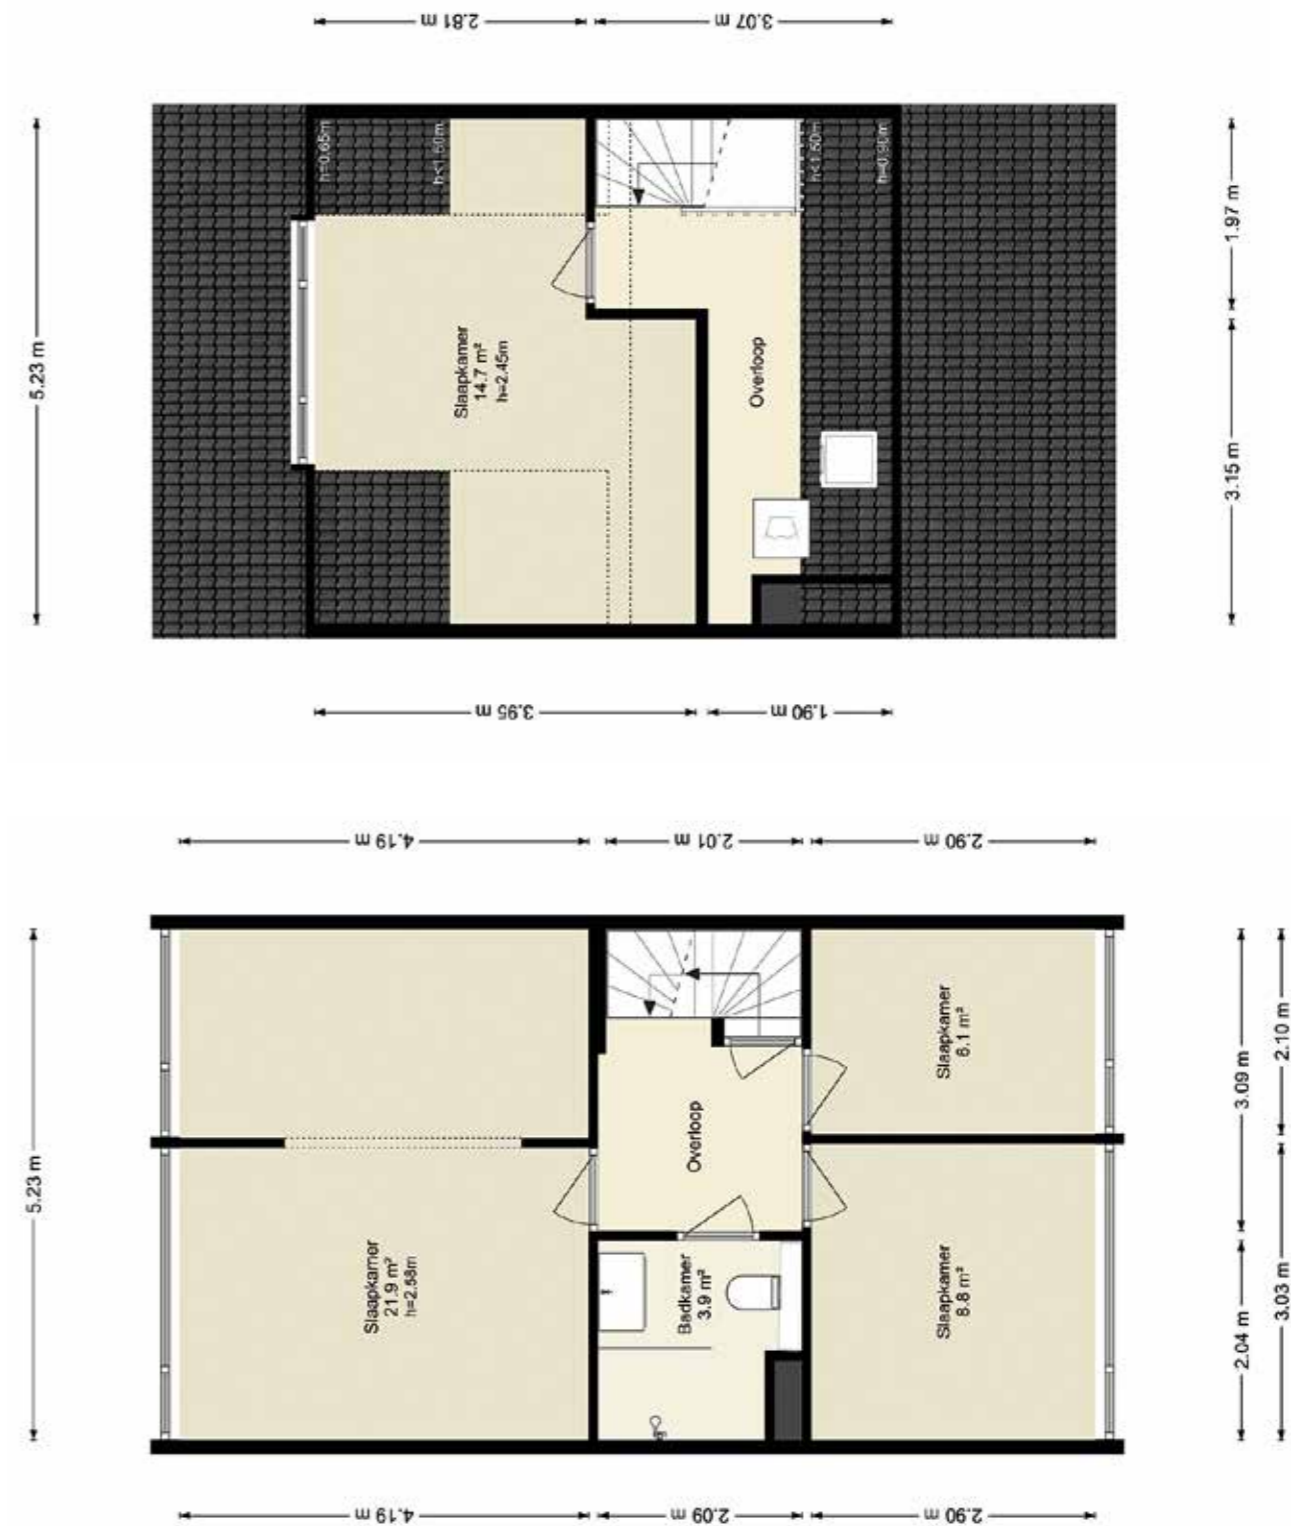 2.81 m
3.07 m
5.23 m
h=0.65m
h<1.50m
h<1.50m
h=0.90m
1.97 m
3.15 m
Slaapkamer
14.7 m²
h=2.45m
Overloop
3.95 m
1.90 m
4.19 m
2.01 m
2.90 m
5.23 m
Slaapkamer
6.1 m²
3.09 m
2.10 m
Overloop
Slaapkamer
21.9 m²
h=2.58m
Badkamer
3.9 m²
Slaapkamer
8.8 m²
2.04 m
3.03 m
4.19 m
2.09 m
2.90 m